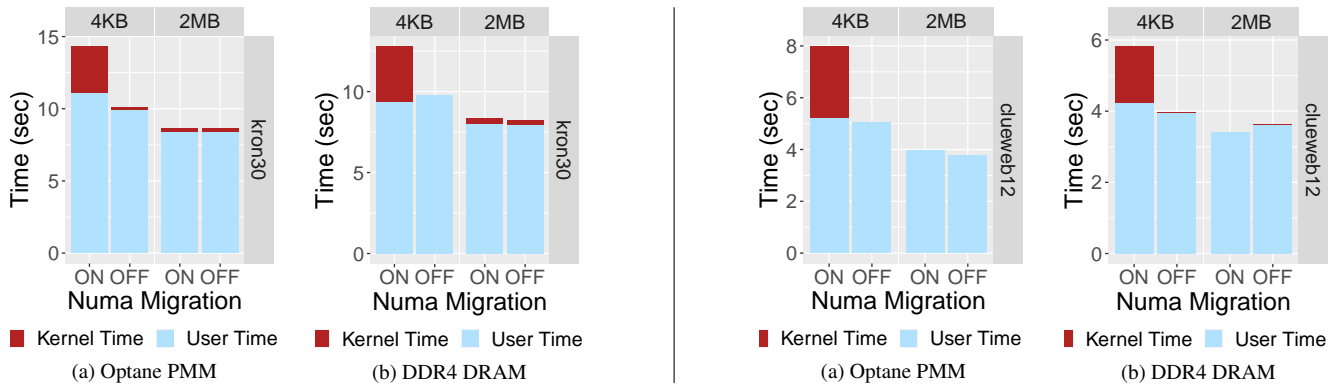 4KB 2MB
15
10
5
0
Time (sec)
kron30
ON OFF ON OFF
Numa Migration
Kernel Time User Time
(a) Optane PMM
4KB 2MB
10
5
0
Time (sec)
kron30
ON OFF ON OFF
Numa Migration
Kernel Time User Time
(b) DDR4 DRAM
4KB 2MB
8
6
4
2
0
Time (sec)
clueweb12
ON OFF ON OFF
Numa Migration
Kernel Time User Time
(a) Optane PMM
4KB 2MB
6
4
2
0
Time (sec)
clueweb12
ON OFF ON OFF
Numa Migration
Kernel Time User Time
(b) DDR4 DRAM